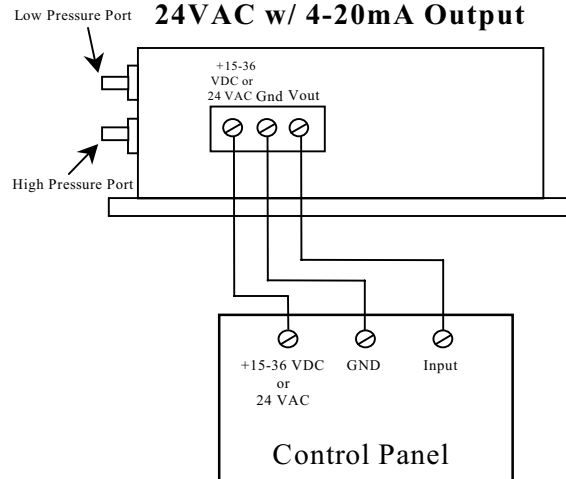 Low Pressure Port
24VAC w/ 4-20mA Output
+15-36
VDC or
24 VAC Gnd Vout
High Pressure Port
+15-36 VDC
or
24 VAC
GND
Input
Control Panel